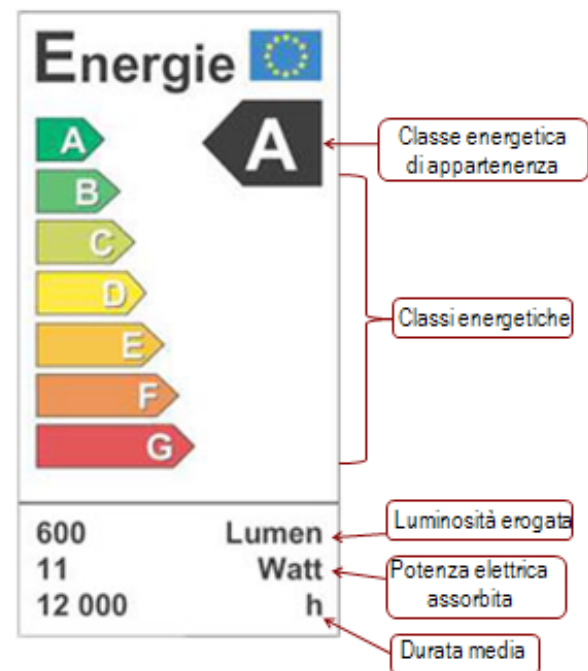 Energie
A
A
B
C
D
E
F
G
Classe energetica
di appartenenza
Classi energetiche
600 Lumen
11 Watt
12 000 h
Luminosità erogata
Potenza elettrica
assorbita
Durata media